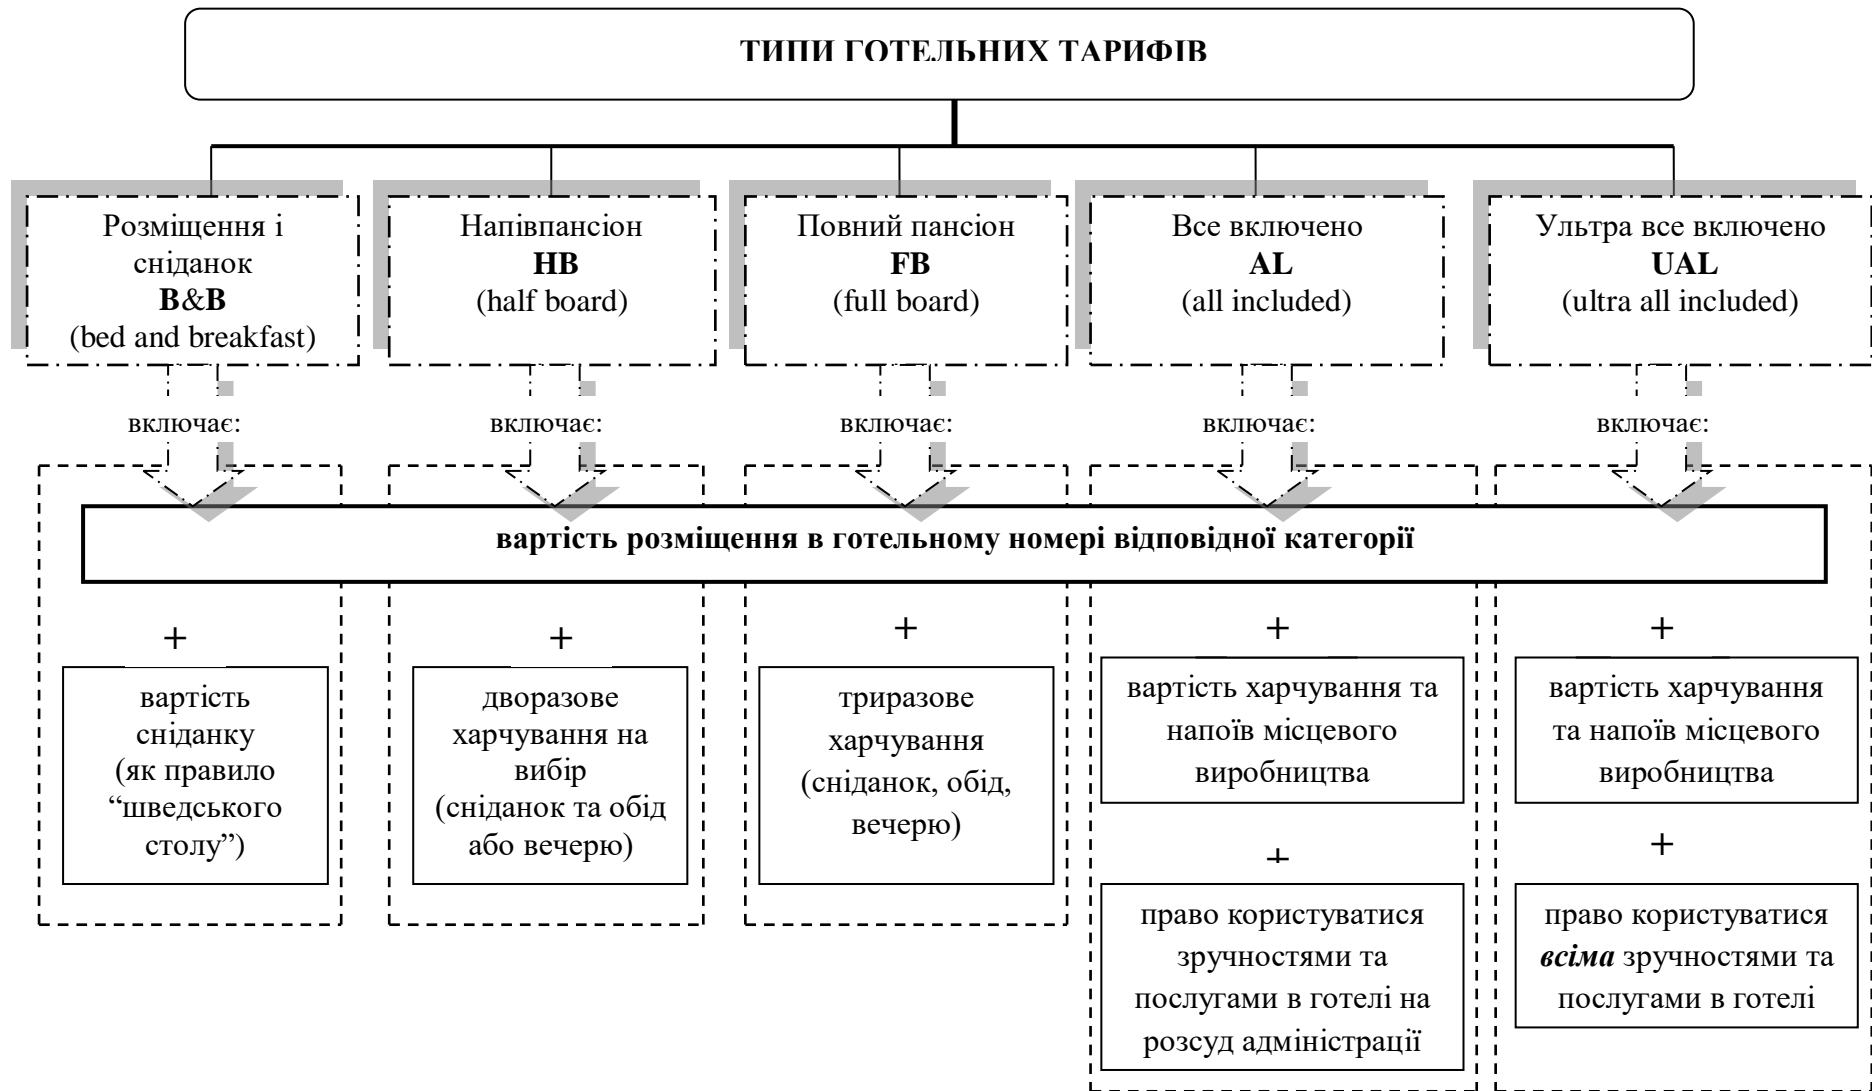 ТИПИ ГОТЕЛЬНИХ ТАРИФІВ
Розміщення і
сніданок
B&B
(bed and breakfast)
Напівпансіон
HB
(half board)
Повний пансіон
FB
(full board)
Все включено
AL
(all included)
Ультра все включено
UAL
(ultra all included)
включає:
включає:
включає:
включає:
включає:
вартість розміщення в готельному номері відповідної категорії
+
+
+
+
+
вартість
сніданку
(як правило
“шведського
столу”)
дворазове
харчування на
вибір
(сніданок та обід
або вечерю)
триразове
харчування
(сніданок, обід,
вечерю)
вартість харчування та
напоїв місцевого
виробництва
+
право користуватися
зручностями та
послугами в готелі на
розсуд адміністрації
вартість харчування
та напоїв місцевого
виробництва
+
право користуватися
всіма зручностями та
послугами в готелі